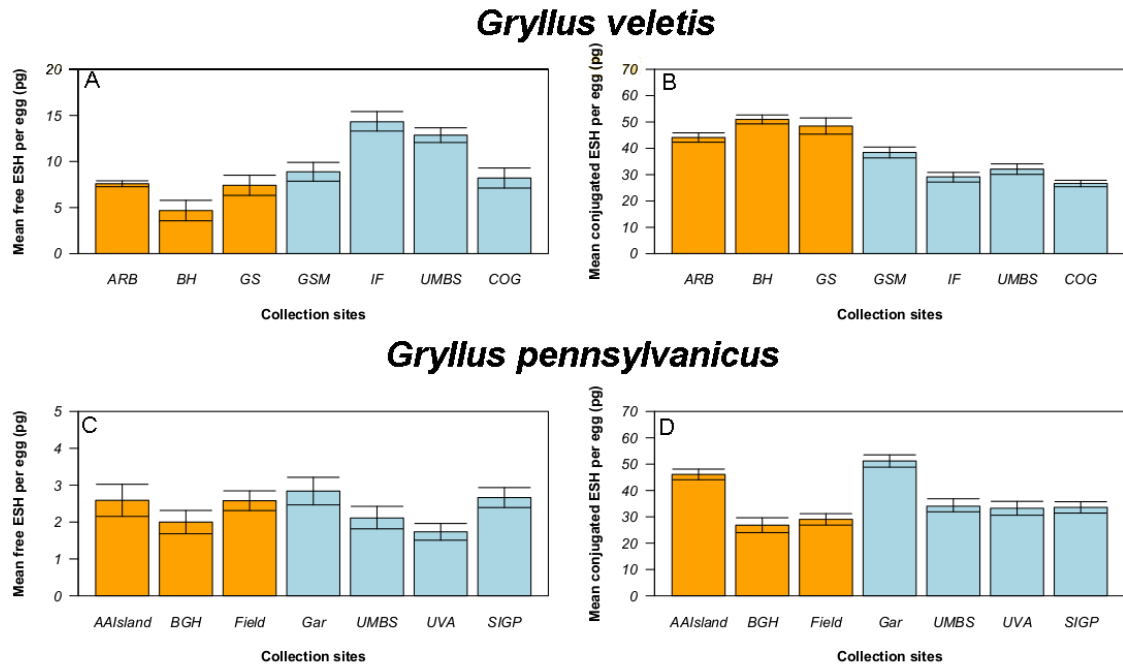 Gryllus veletis
A
Mean free ESH per egg (pg)
20
15
10
5
0
ARB BH GS GSM IF UMBS COG
Collection sites
B
Mean conjugated ESH per egg (pg)
70
60
50
40
30
20
10
0
ARB BH GS GSM IF UMBS COG
Collection sites
Gryllus pennsylvanicus
C
Mean free ESH per egg (pg)
5
4
3
2
1
0
AAIsland BGH Field Gar UMBS UVA SIGP
Collection sites
D
Mean conjugated ESH per egg (pg)
70
60
50
40
30
20
10
0
AAIsland BGH Field Gar UMBS UVA SIGP
Collection sites